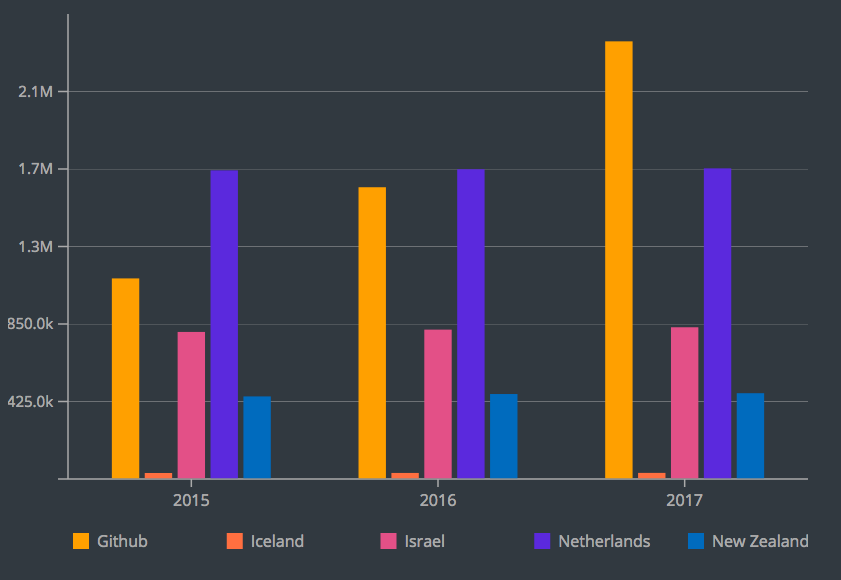 2.1M
1.7M
1.3M
850.0k
425.0k
2015 2016 2017
Github Iceland Israel Netherlands New Zealand